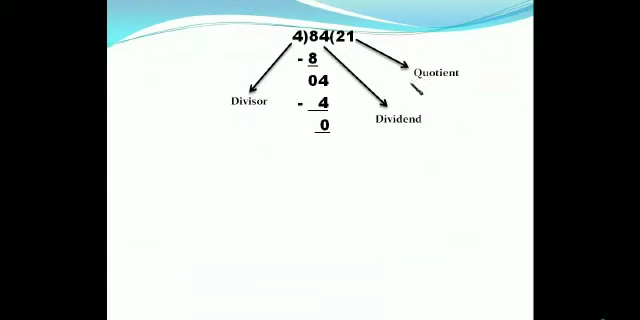 4)84(21
- 8
Quotient
04
Divisor
- 4
Dividend
0